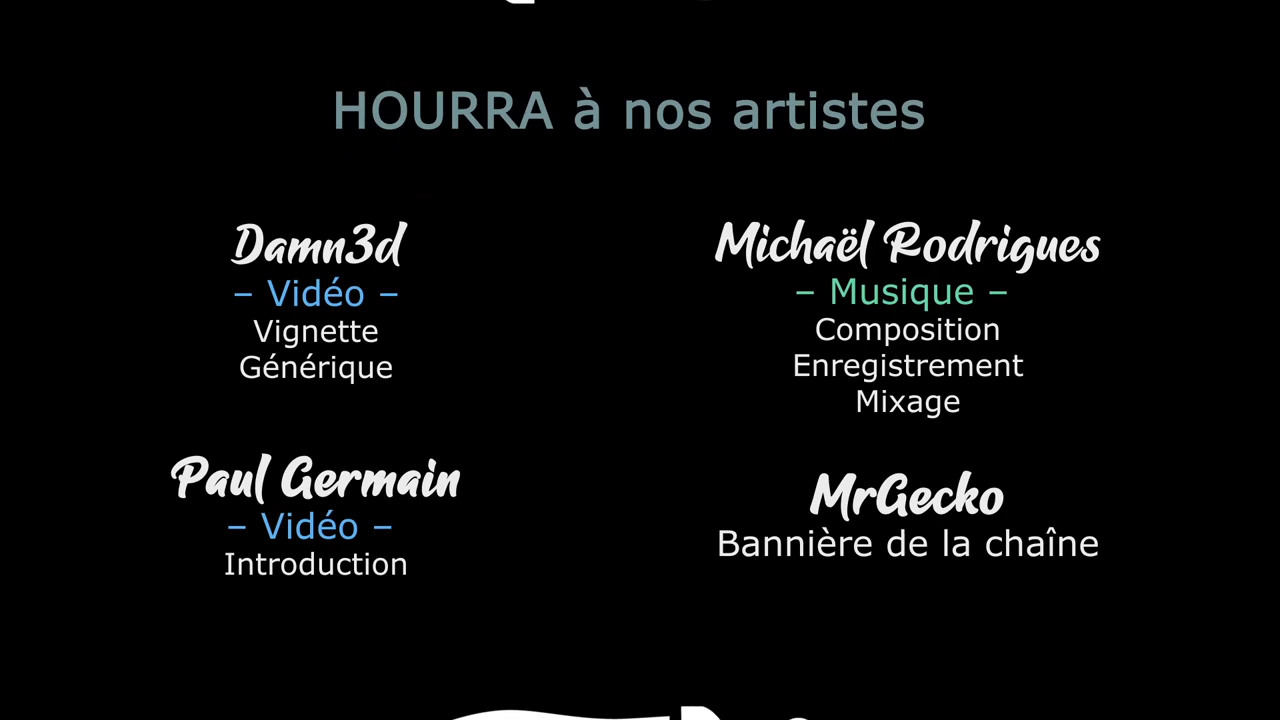 HOURRA à nos artistes
Damn3d
– Vidéo –
Vignette
Générique
Michaël Rodrigues
– Musique –
Composition
Enregistrement
Mixage
Paul Germain
– Vidéo –
Introduction
MrGecko
Bannière de la chaîne